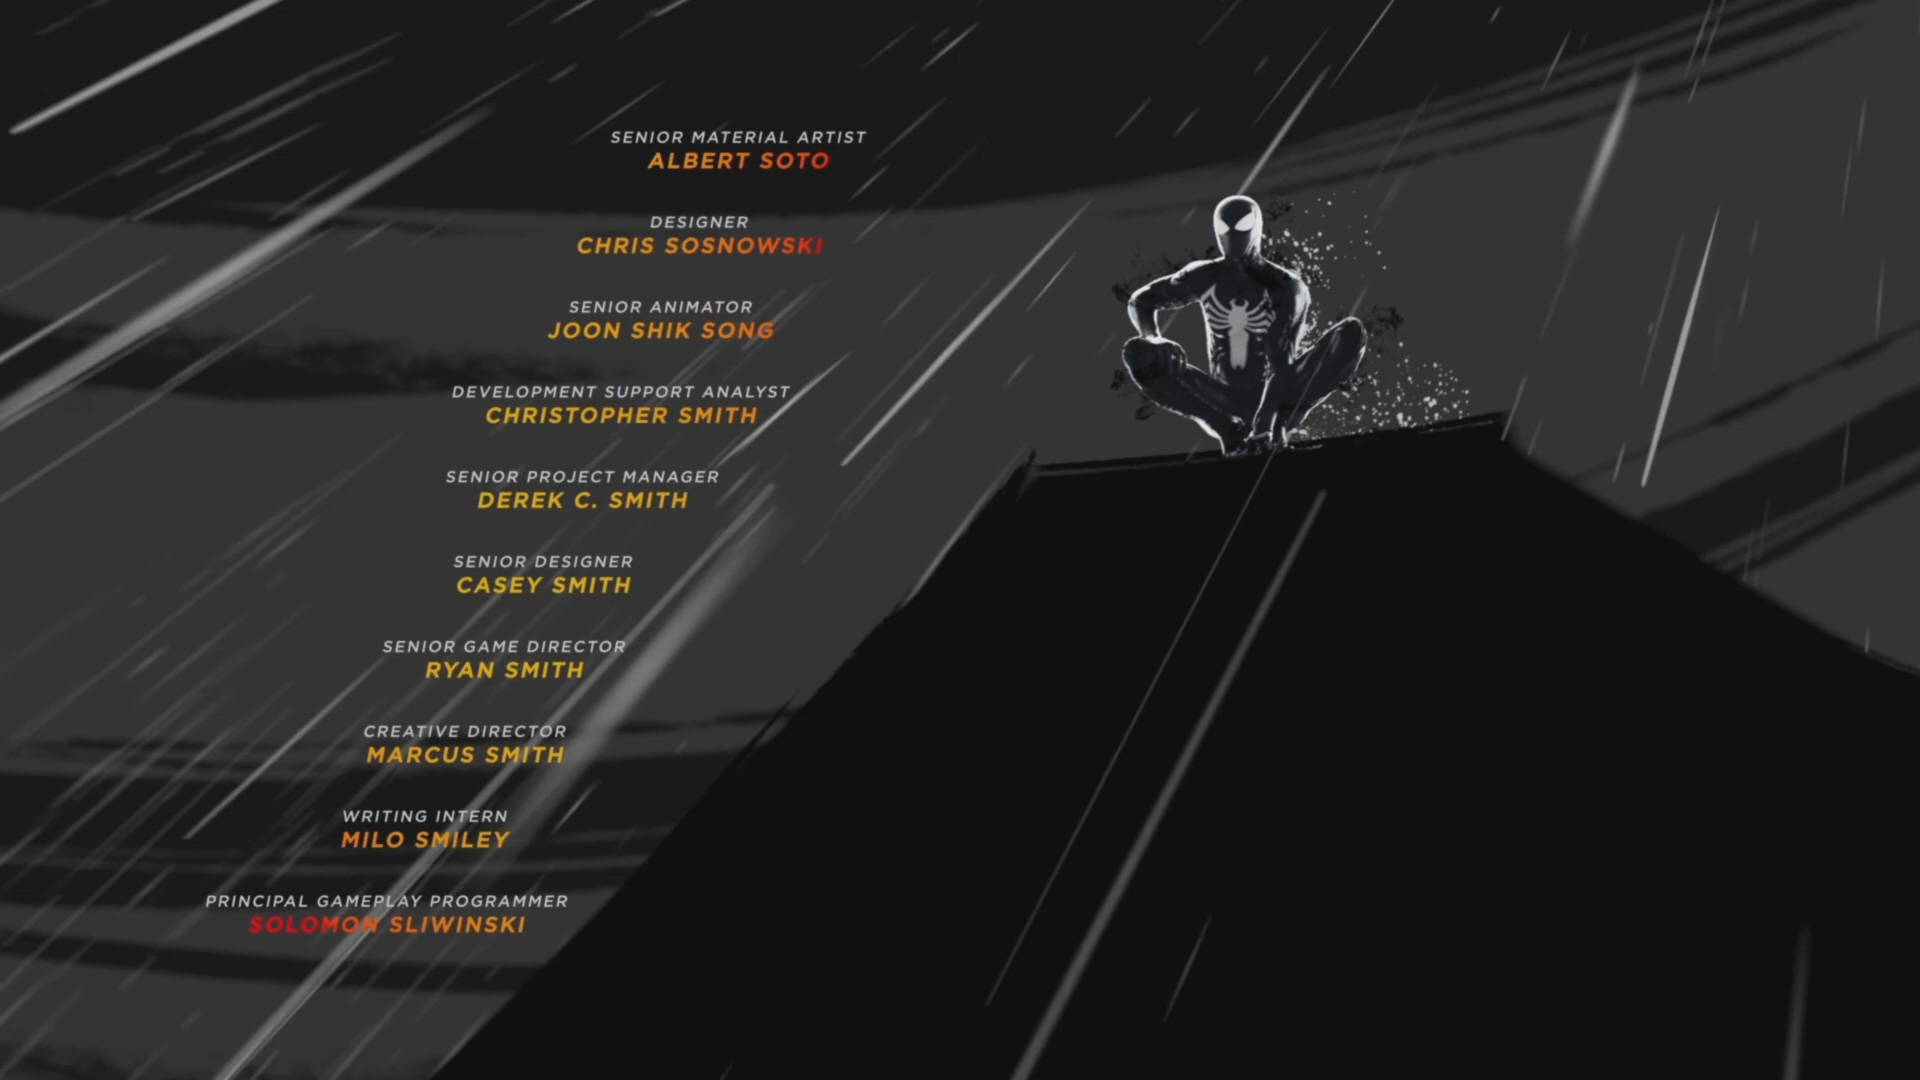 SENIOR MATERIAL ARTIST
ALBERT SOTO
DESIGNER
CHRIS SOSNOWSKI
SENIOR ANIMATOR
JOON SHIK SONG
DEVELOPMENT SUPPORT ANALYST
CHRISTOPHER SMITH
SENIOR PROJECT MANAGER
DEREK C. SMITH
SENIOR DESIGNER
CASEY SMITH
SENIOR GAME DIRECTOR
RYAN SMITH
CREATIVE DIRECTOR
MARCUS SMITH
WRITING INTERN
MILO SMILEY
PRINCIPAL GAMEPLAY PROGRAMMER
SOLOMON SLIWINSKI